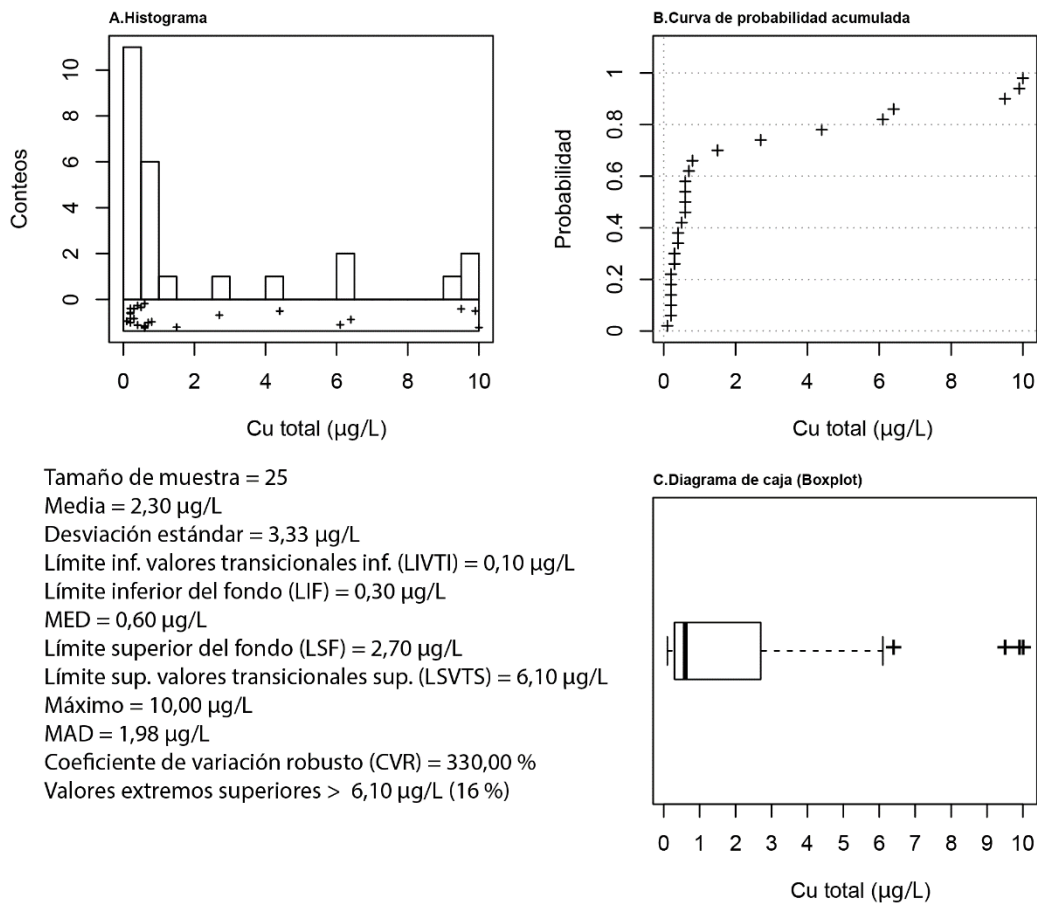 A.Histograma
Conteos
10
8
6
4
2
0
0 2 4 6 8 10
Cu total (µg/L)
B.Curva de probabilidad acumulada
Probabilidad
1
0.8
0.6
0.4
0.2
0
0 2 4 6 8 10
Cu total (µg/L)
Tamaño de muestra = 25
Media = 2,30 µg/L
Desviación estándar = 3,33 µg/L
Límite inf. valores transicionales inf. (LIVTI) = 0,10 µg/L
Límite inferior del fondo (LIF) = 0,30 µg/L
MED = 0,60 µg/L
Límite superior del fondo (LSF) = 2,70 µg/L
Límite sup. valores transicionales sup. (LSVTS) = 6,10 µg/L
Máximo = 10,00 µg/L
MAD = 1,98 µg/L
Coeficiente de variación robusto (CVR) = 330,00 %
Valores extremos superiores > 6,10 µg/L (16 %)
C.Diagrama de caja (Boxplot)
0 1 2 3 4 5 6 7 8 9 10
Cu total (µg/L)